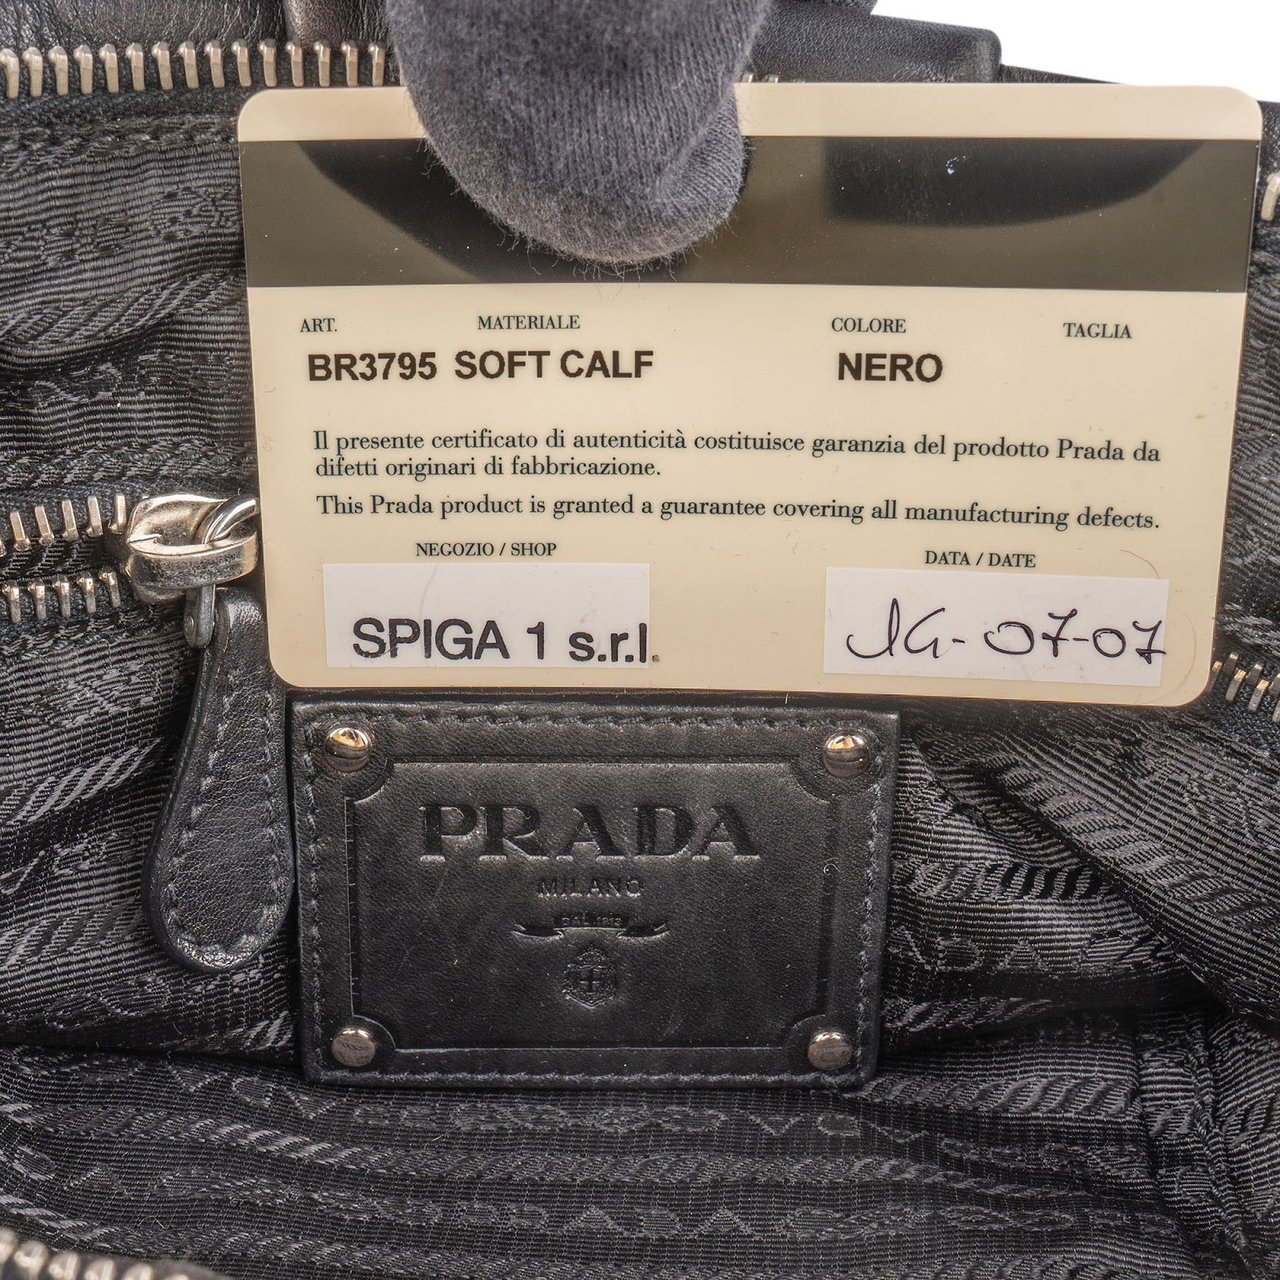 ART. MATERIALE COLORE TAGLIA
BR3795 SOFT CALF NERO
Il presente certificato di autenticità costituisce garanzia del prodotto Prada da
difetti originari di fabbricazione.
This Prada product is granted a guarantee covering all manufacturing defects.
NEGOZIO / SHOP DATA / DATE
SPIGA 1 s.r.l. -07-07
PRADA
MILANO